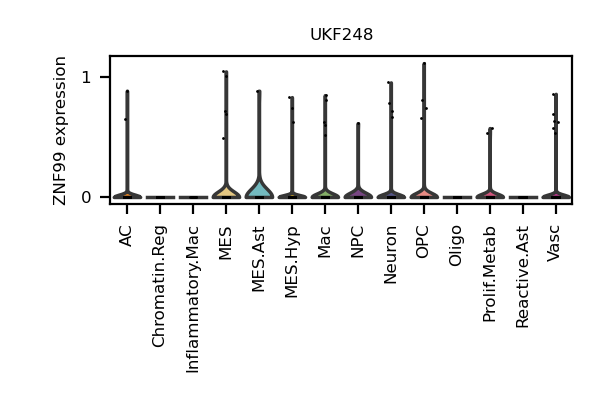 UKF248
ZNF99 expression
1
0
AC
Chromatin.Reg
Inflammatory.Mac
MES
MES.Ast
MES.Hyp
Mac
NPC
Neuron
OPC
Oligo
Prolif.Metab
Reactive.Ast
Vasc